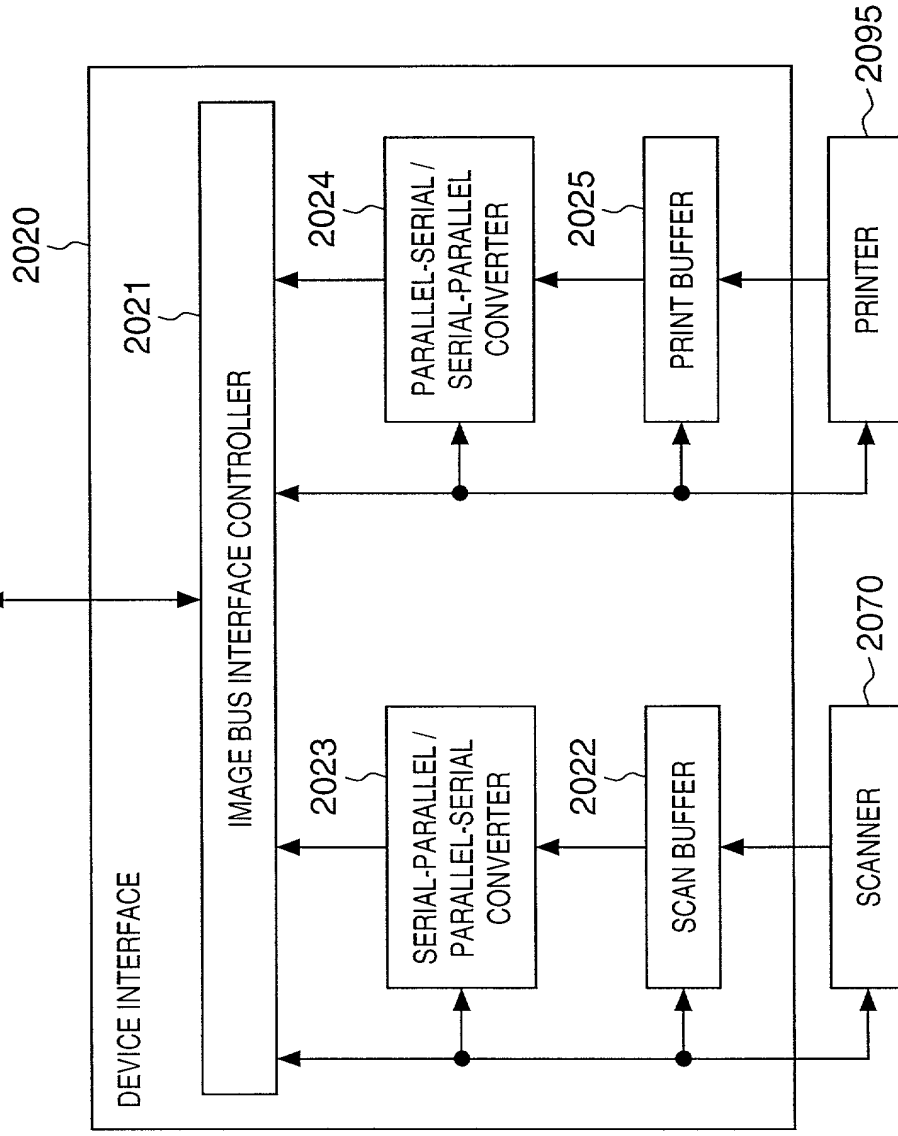 2020
DEVICE INTERFACE
2021
IMAGE BUS INTERFACE CONTROLLER
2023
SERIAL-PARALLEL /
PARALLEL-SERIAL
CONVERTER
2024
PARALLEL-SERIAL /
SERIAL-PARALLEL
CONVERTER
2022
SCAN BUFFER
2025
PRINT BUFFER
2070
SCANNER
2095
PRINTER